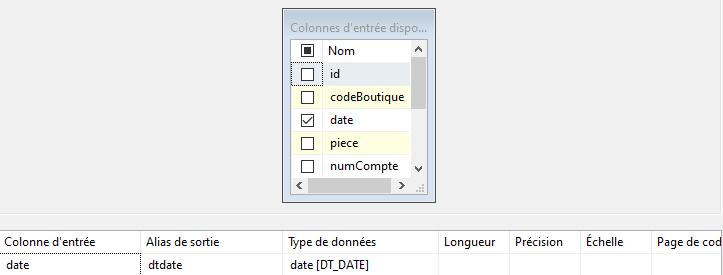 Colonnes d'entrée dispo...
Nom
id
codeBoutique
date
piece
numCompte
Colonne d'entrée Alias de sortie Type de données Longueur Précision Échelle Page de cod
date dtdate date [DT_DATE]